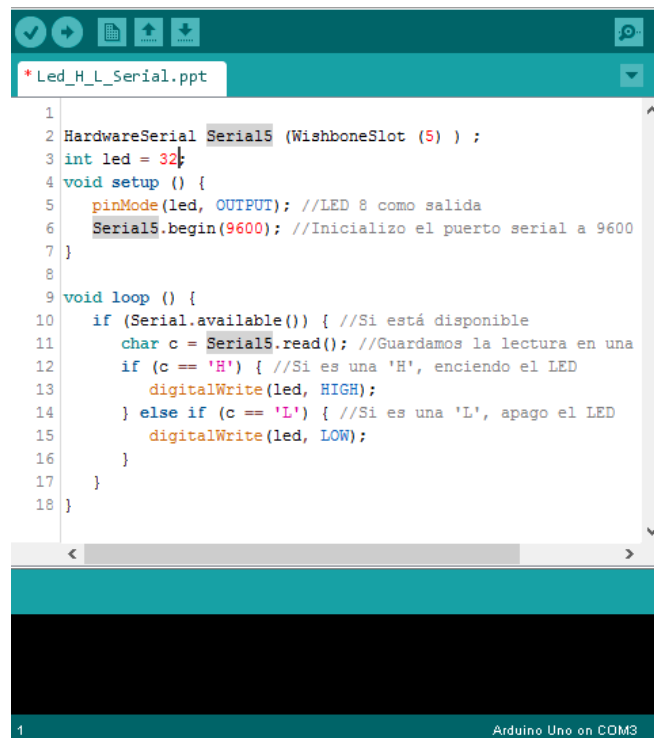 * Led_H_L_Serial.ppt
1
2 HardwareSerial Serial5 (WishboneSlot (5) ) ;
3 int led = 32;
4 void setup () {
5 pinMode(led, OUTPUT); //LED 8 como salida
6 Serial5.begin(9600); //Inicializo el puerto serial a 9600
7 }
8
9 void loop () {
10 if (Serial.available()) { //Si está disponible
11 char c = Serial5.read(); //Guardamos la lectura en una
12 if (c == 'H') { //Si es una 'H', enciendo el LED
13 digitalWrite(led, HIGH);
14 } else if (c == 'L') { //Si es una 'L', apago el LED
15 digitalWrite(led, LOW);
16 }
17 }
18 }
1 Arduino Uno on COM3